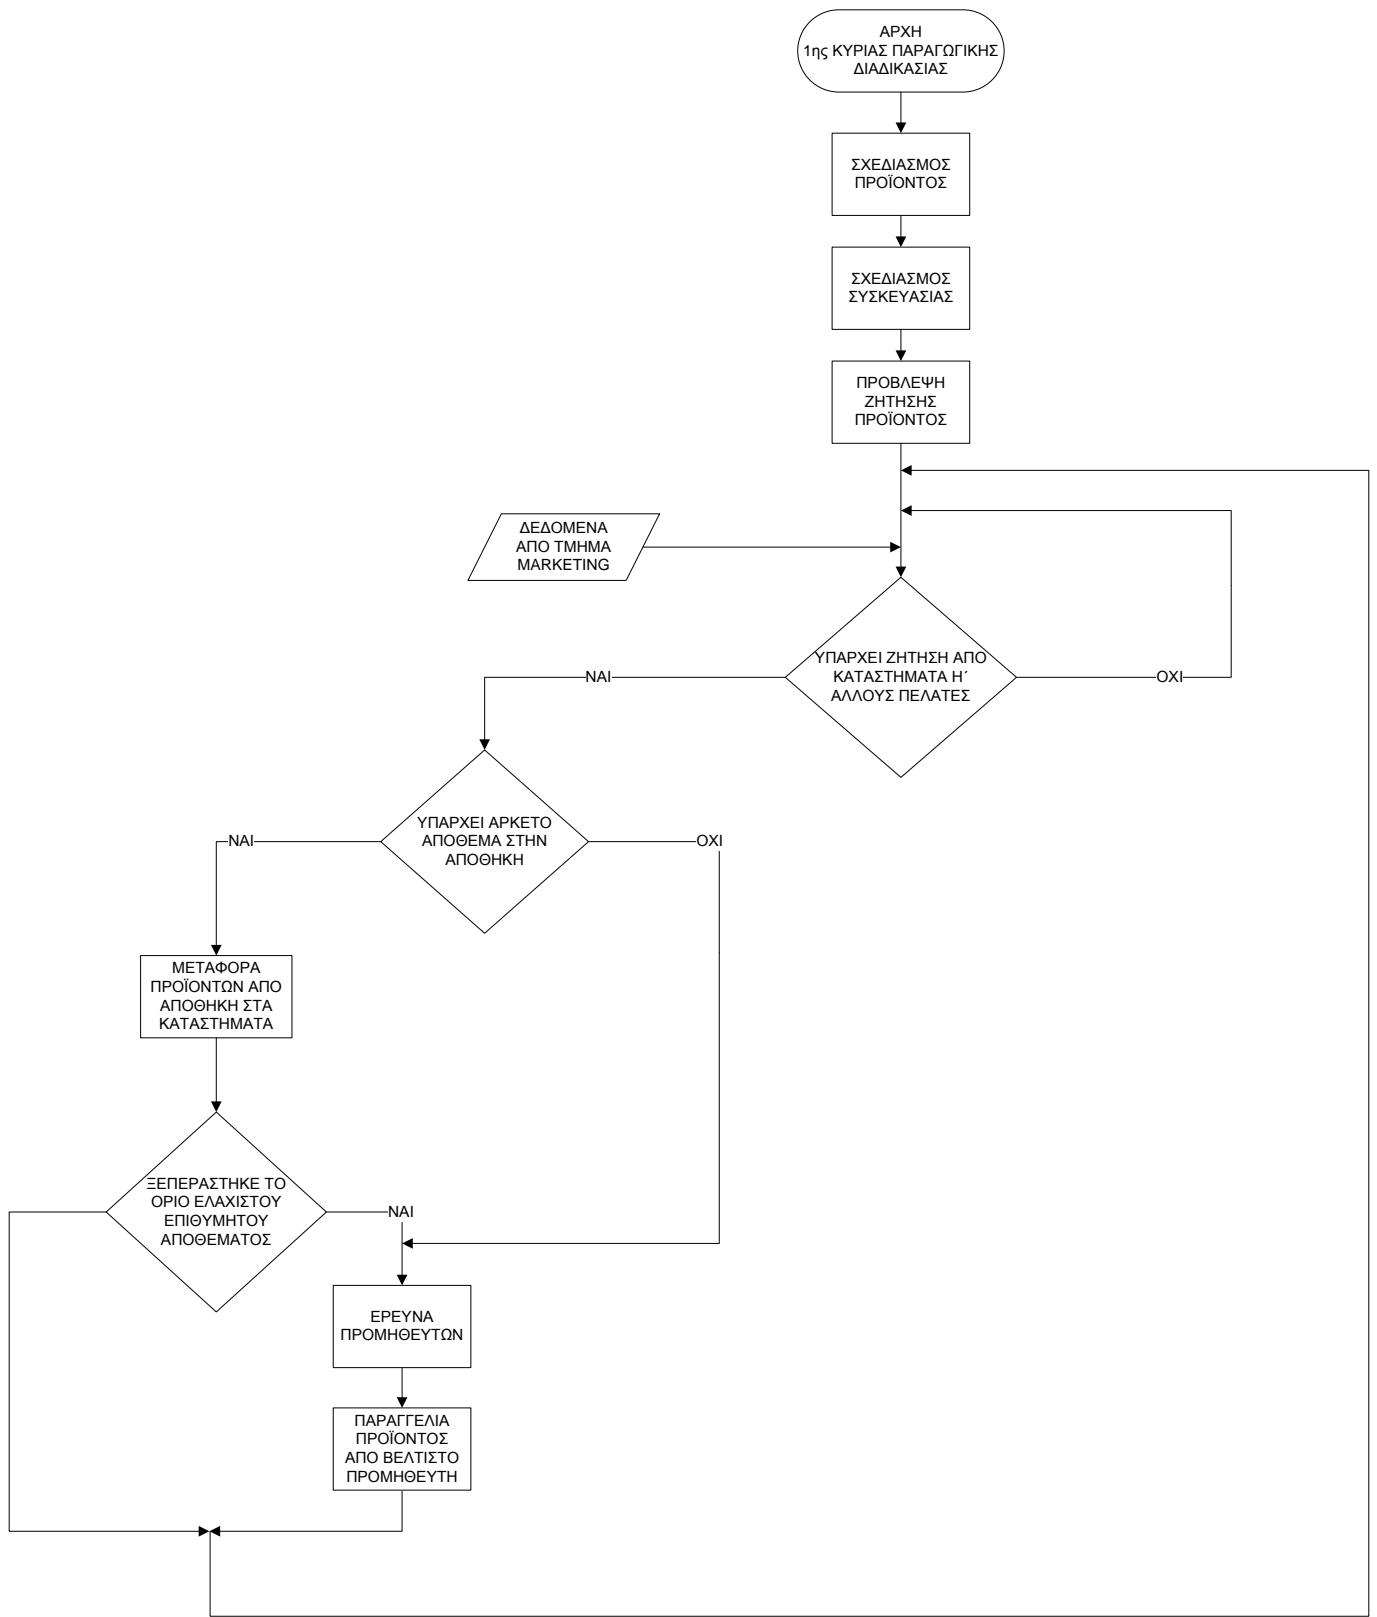 ΑΡΧΗ
1ης ΚΥΡΙΑΣ ΠΑΡΑΓΩΓΙΚΗΣ
ΔΙΑΔΙΚΑΣΙΑΣ
ΣΧΕΔΙΑΣΜΟΣ
ΠΡΟΪΟΝΤΟΣ
ΣΧΕΔΙΑΣΜΟΣ
ΣΥΣΚΕΥΑΣΙΑΣ
ΠΡΟΒΛΕΨΗ
ΖΗΤΗΣΗΣ
ΠΡΟΪΟΝΤΟΣ
ΔΕΔΟΜΕΝΑ
ΑΠΟ ΤΜΗΜΑ
MARKETING
ΥΠΑΡΧΕΙ ΖΗΤΗΣΗ ΑΠΟ
ΚΑΤΑΣΤΗΜΑΤΑ Η΄
ΑΛΛΟΥΣ ΠΕΛΑΤΕΣ
ΝΑΙ
ΟΧΙ
ΥΠΑΡΧΕΙ ΑΡΚΕΤΟ
ΑΠΟΘΕΜΑ ΣΤΗΝ
ΑΠΟΘΗΚΗ
ΝΑΙ
ΟΧΙ
ΜΕΤΑΦΟΡΑ
ΠΡΟΪΟΝΤΩΝ ΑΠΟ
ΑΠΟΘΗΚΗ ΣΤΑ
ΚΑΤΑΣΤΗΜΑΤΑ
ΞΕΠΕΡΑΣΤΗΚΕ ΤΟ
ΟΡΙΟ ΕΛΑΧΙΣΤΟΥ
ΕΠΙΘΥΜΗΤΟΥ
ΑΠΟΘΕΜΑΤΟΣ
ΝΑΙ
ΕΡΕΥΝΑ
ΠΡΟΜΗΘΕΥΤΩΝ
ΠΑΡΑΓΓΕΛΙΑ
ΠΡΟΪΟΝΤΟΣ
ΑΠΟ ΒΕΛΤΙΣΤΟ
ΠΡΟΜΗΘΕΥΤΗ